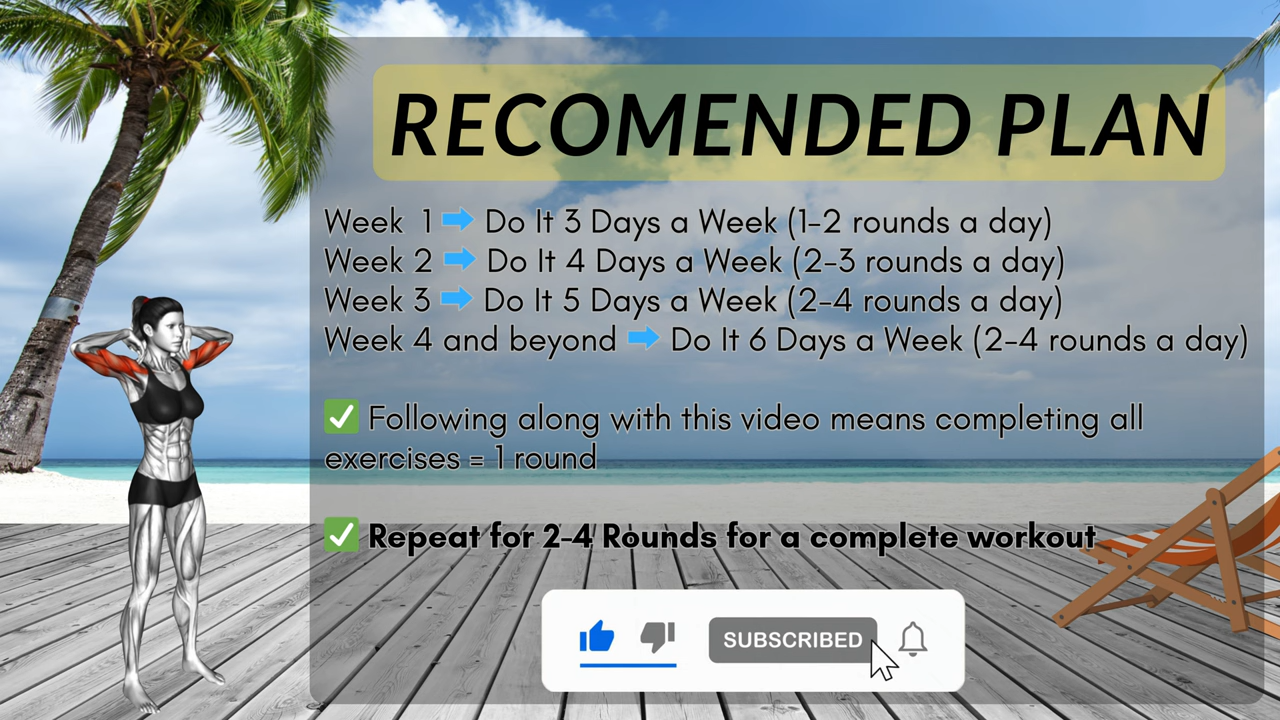 RECOMENDED PLAN
Week 1 ➡ Do It 3 Days a Week (1-2 rounds a day)
Week 2 ➡ Do It 4 Days a Week (2-3 rounds a day)
Week 3 ➡ Do It 5 Days a Week (2-4 rounds a day)
Week 4 and beyond ➡ Do It 6 Days a Week (2-4 rounds a day)
✅ Following along with this video means completing all
exercises = 1 round
✅ Repeat for 2-4 Rounds for a complete workout
SUBSCRIBED